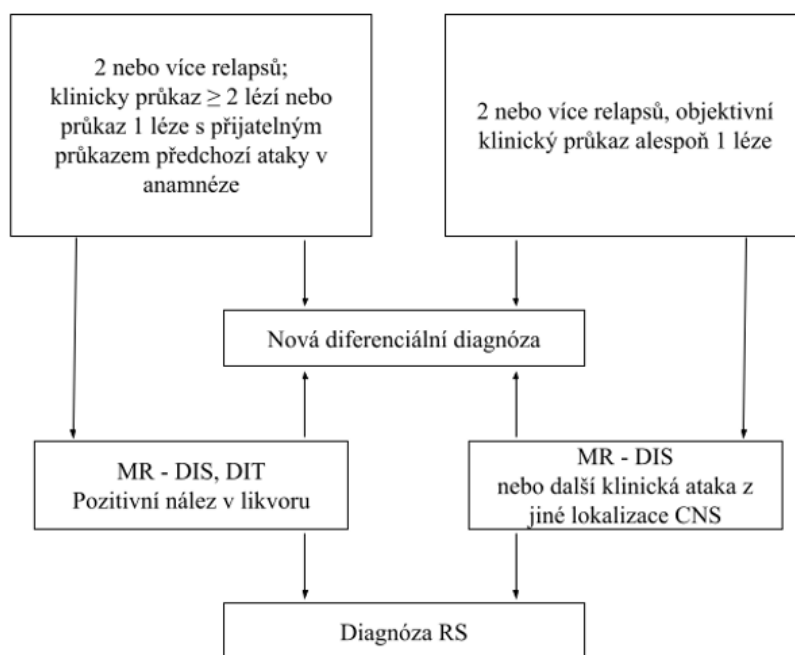 2 nebo více relapsů;
klinicky průkaz ≥ 2 lézí nebo
průkaz 1 léze s přijatelným
průkazem předchozí ataky v
anamnéze
2 nebo více relapsů, objektivní
klinický průkaz alespoň 1 léze
Nová diferenciální diagnóza
MR - DIS, DIT
Pozitivní nález v likvoru
MR - DIS
nebo další klinická ataka z
jiné lokalizace CNS
Diagnóza RS